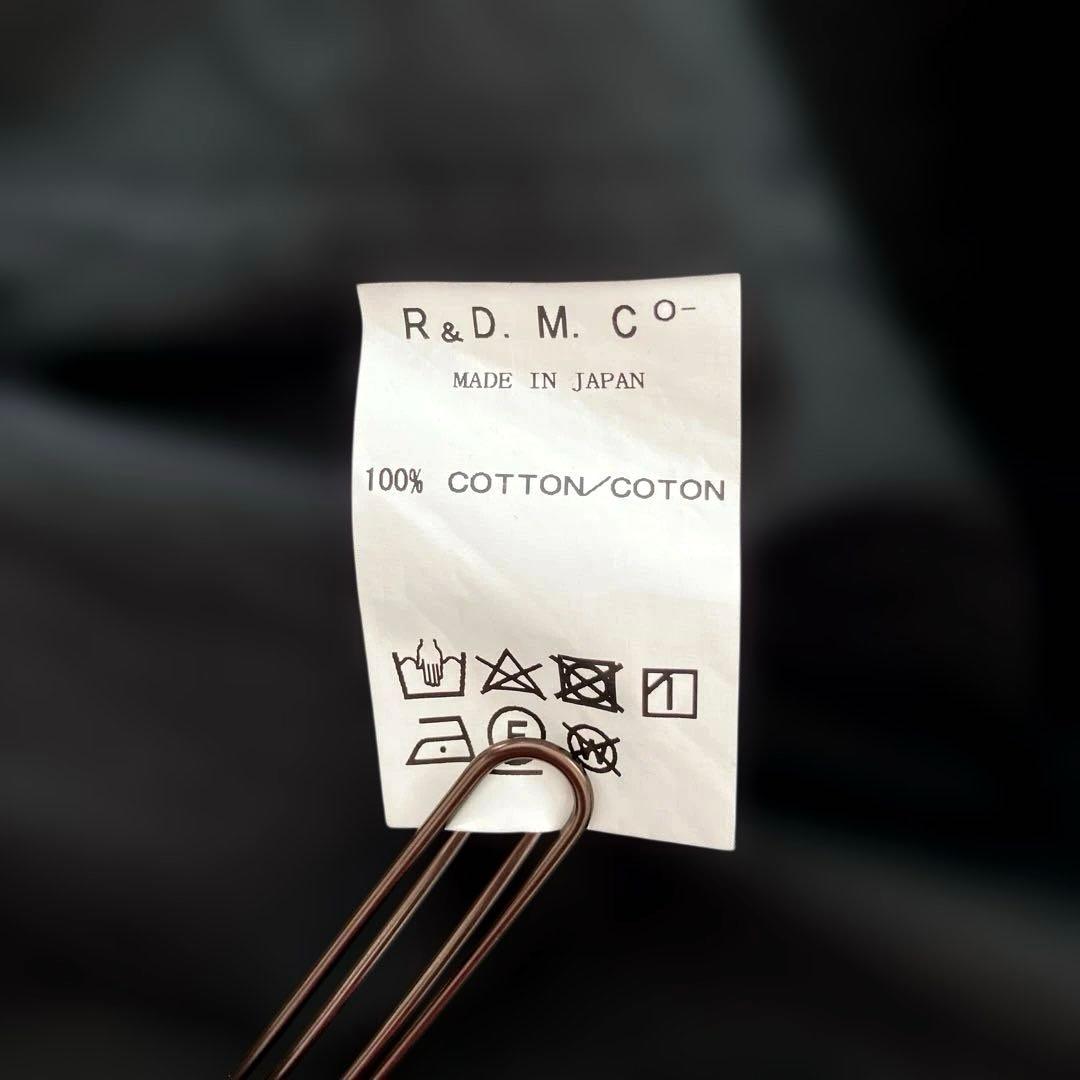 R&D. M. Co-
MADE IN JAPAN
100% COTTON/COTON
F
W